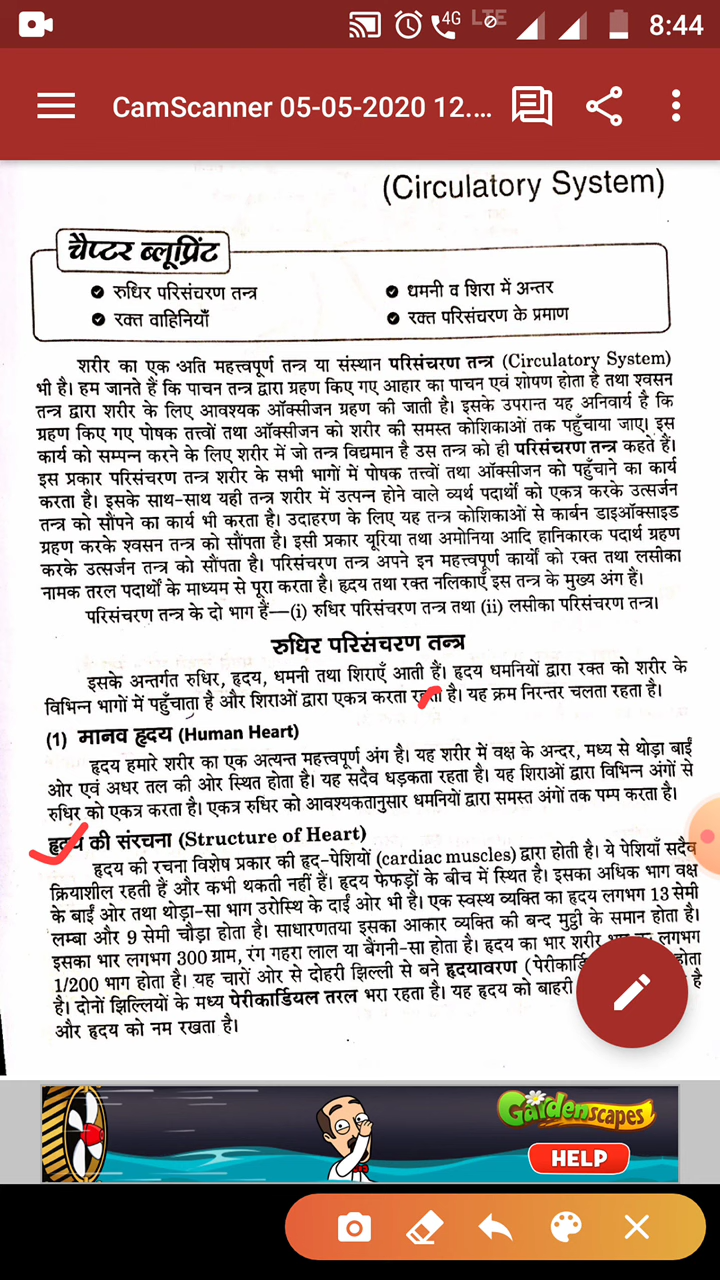 4G
LTE
8:44
CamScanner 05-05-2020 12....
(Circulatory System)
चैप्टर ब्लूप्रिंट
रुधिर परिसंचरण तन्त्र
धमनी व शिरा में अन्तर
रक्त वाहिनियाँ
रक्त परिसंचरण के प्रमाण
शरीर का एक अति महत्त्वपूर्ण तन्त्र या संस्थान परिसंचरण तन्त्र (Circulatory System)
भी है। हम जानते हैं कि पाचन तन्त्र द्वारा ग्रहण किए गए आहार का पाचन एवं शोषण होता है तथा श्वसन
तन्त्र द्वारा शरीर के लिए आवश्यक ऑक्सीजन ग्रहण की जाती है। इसके उपरान्त यह अनिवार्य है कि
ग्रहण किए गए पोषक तत्त्वों तथा ऑक्सीजन को शरीर की समस्त कोशिकाओं तक पहुँचाया जाए। इस
कार्य को सम्पन्न करने के लिए शरीर में जो तन्त्र विद्यमान है उस तन्त्र को ही परिसंचरण तन्त्र कहते हैं।
इस प्रकार परिसंचरण तन्त्र शरीर के सभी भागों में पोषक तत्त्वों तथा ऑक्सीजन को पहुँचाने का कार्य
करता है। इसके साथ-साथ यही तन्त्र शरीर में उत्पन्न होने वाले व्यर्थ पदार्थों को एकत्र करके उत्सर्जन
तन्त्र को सौंपने का कार्य भी करता है। उदाहरण के लिए यह तन्त्र कोशिकाओं से कार्बन डाइऑक्साइड
ग्रहण करके श्वसन तन्त्र को सौंपता है। इसी प्रकार यूरिया तथा अमोनिया आदि हानिकारक पदार्थ ग्रहण
करके उत्सर्जन तन्त्र को सौंपता है। परिसंचरण तन्त्र अपने इन महत्त्वपूर्ण कार्यों को रक्त तथा लसीका
नामक तरल पदार्थों के माध्यम से पूरा करता है। हृदय तथा रक्त नलिकाएँ इस तन्त्र के मुख्य अंग हैं।
परिसंचरण तन्त्र के दो भाग हैं—(i) रुधिर परिसंचरण तन्त्र तथा (ii) लसीका परिसंचरण तन्त्र।
रुधिर परिसंचरण तन्त्र
इसके अन्तर्गत रुधिर, हृदय, धमनी तथा शिराएँ आती हैं। हृदय धमनियों द्वारा रक्त को शरीर के
विभिन्न भागों में पहुँचाता है और शिराओं द्वारा एकत्र करता रहता है। यह क्रम निरन्तर चलता रहता है।
(1) मानव हृदय (Human Heart)
हृदय हमारे शरीर का एक अत्यन्त महत्त्वपूर्ण अंग है। यह शरीर में वक्ष के अन्दर, मध्य से थोड़ा बाईं
ओर एवं अधर तल की ओर स्थित होता है। यह सदैव धड़कता रहता है। यह शिराओं द्वारा विभिन्न अंगों से
रुधिर को एकत्र करता है। एकत्र रुधिर को आवश्यकतानुसार धमनियों द्वारा समस्त अंगों तक पम्प करता है।
हृदय की संरचना (Structure of Heart)
हृदय की रचना विशेष प्रकार की हृद-पेशियों (cardiac muscles) द्वारा होती है। ये पेशियाँ सदैव
क्रियाशील रहती हैं और कभी थकती नहीं हैं। हृदय फेफड़ों के बीच में स्थित है। इसका अधिक भाग वक्ष
के बाईं ओर तथा थोड़ा-सा भाग उरोस्थि के दाईं ओर भी है। एक स्वस्थ व्यक्ति का हृदय लगभग 13 सेमी
लम्बा और 9 सेमी चौड़ा होता है। साधारणतया इसका आकार व्यक्ति की बन्द मुट्ठी के समान होता है।
इसका भार लगभग 300 ग्राम, रंग गहरा लाल या बैंगनी-सा होता है। हृदय का भार शरीर लगभग
1/200 भाग होता है। यह चारों ओर से दोहरी झिल्ली से बने हृदयावरण होता
है। दोनों झिल्लियों के मध्य पेरीकार्डियल तरल भरा रहता है। यह हृदय को बाहरी है
और हृदय को नम रखता है।
Gardenscapes
HELP